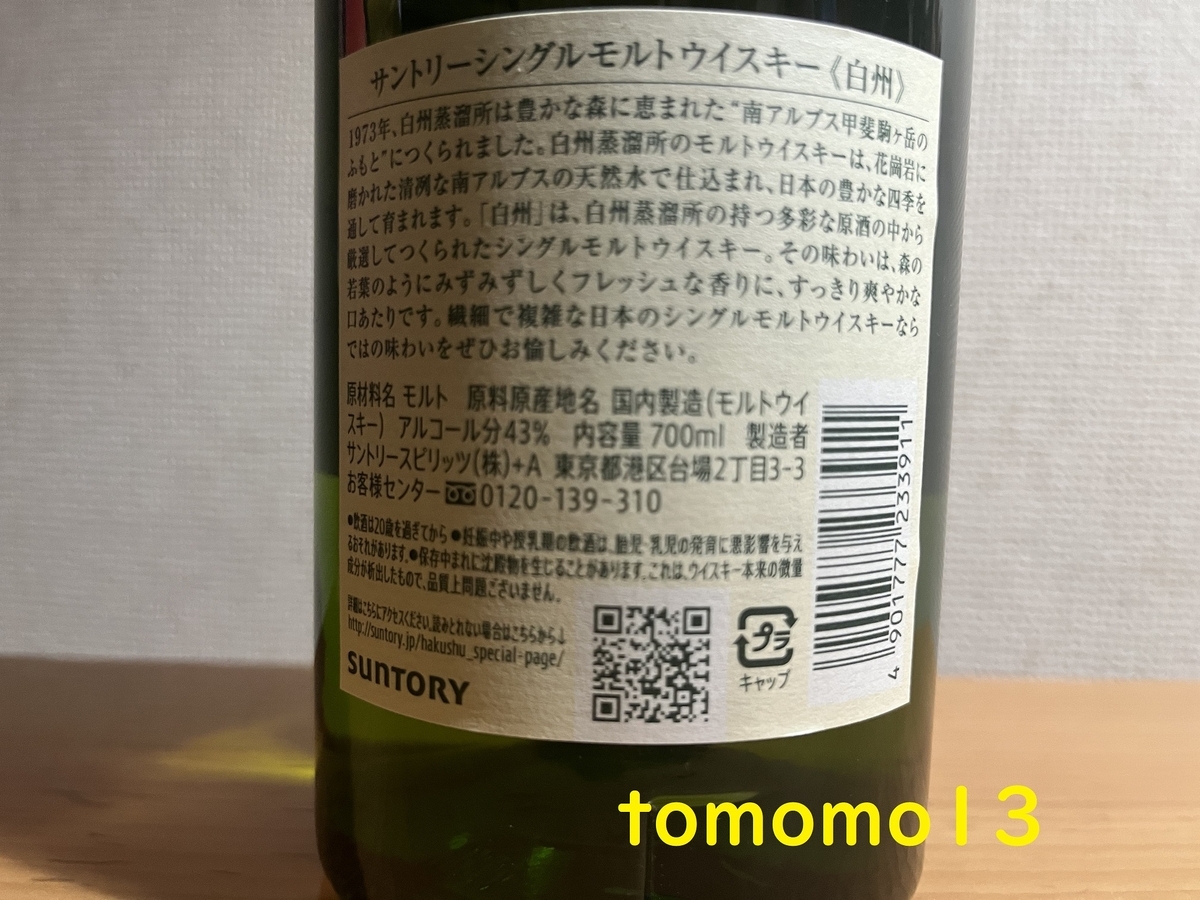 サントリーシングルモルトウイスキー《白州》
1973年、白州蒸溜所は豊かな森に恵まれた“南アルプス甲斐駒ヶ岳の
ふもと”につくられました。白州蒸溜所のモルトウイスキーは、花崗岩に
磨かれた清冽な南アルプスの天然水で仕込まれ、日本の豊かな四季を
通して育まれます。「白州」は、白州蒸溜所の持つ多彩な原酒の中から
厳選してつくられたシングルモルトウイスキー。その味わいは、森の
若葉のようにみずみずしくフレッシュな香りに、すっきり爽やかな
口あたりです。繊細で複雑な日本のシングルモルトウイスキーなら
ではの味わいをぜひお愉しみください。
原材料名 モルト 原料原産地名 国内製造(モルトウイ
スキー) アルコール分43% 内容量 700ml 製造者
サントリースピリッツ(株)+A 東京都港区台場2丁目3-3
お客様センター 0120-139-310
●飲酒は20歳を過ぎてから ●妊娠中や授乳期の飲酒は、胎児・乳児の発育に悪影響を与え
るおそれがあります。●保存中まれに沈殿物を生じることがあります。これは、ウイスキー本来の微量
成分が析出したもので、品質上問題ございません。
詳細はこちらにアクセスください。読みとれない場合はこちらから↓
http://suntory.jp/hakushu_special-page/
SUNTORY
プラ
キャップ
4 901777 233911
tomomo13